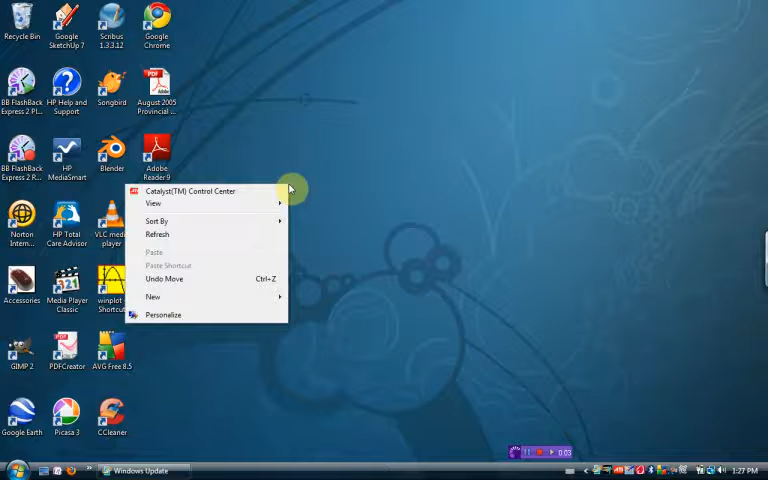 Recycle Bin
Google
SketchUp 7
Scribus
1.3.3.12
Google
Chrome
BB FlashBack
Express 2 Pl...
HP Help and
Support
Songbird
PDF
Adobe
August 2005
Provincial ...
BB FlashBack
Express 2 R...
HP
MediaSmart
Blender
Adobe
Reader 9
Norton
Intern...
HP Total
Care Advisor
VLC med
player
Accessories
Media Player
Classic
winplot -
Shortcut
GIMP 2
PDFCreator
AVG Free 8.5
Google Earth
Picasa 3
CCleaner
Catalyst(TM) Control Center
View
Sort By
Refresh
Paste
Paste Shortcut
Undo Move Ctrl+Z
New
Personalize
0:03
Windows Update
1:27 PM